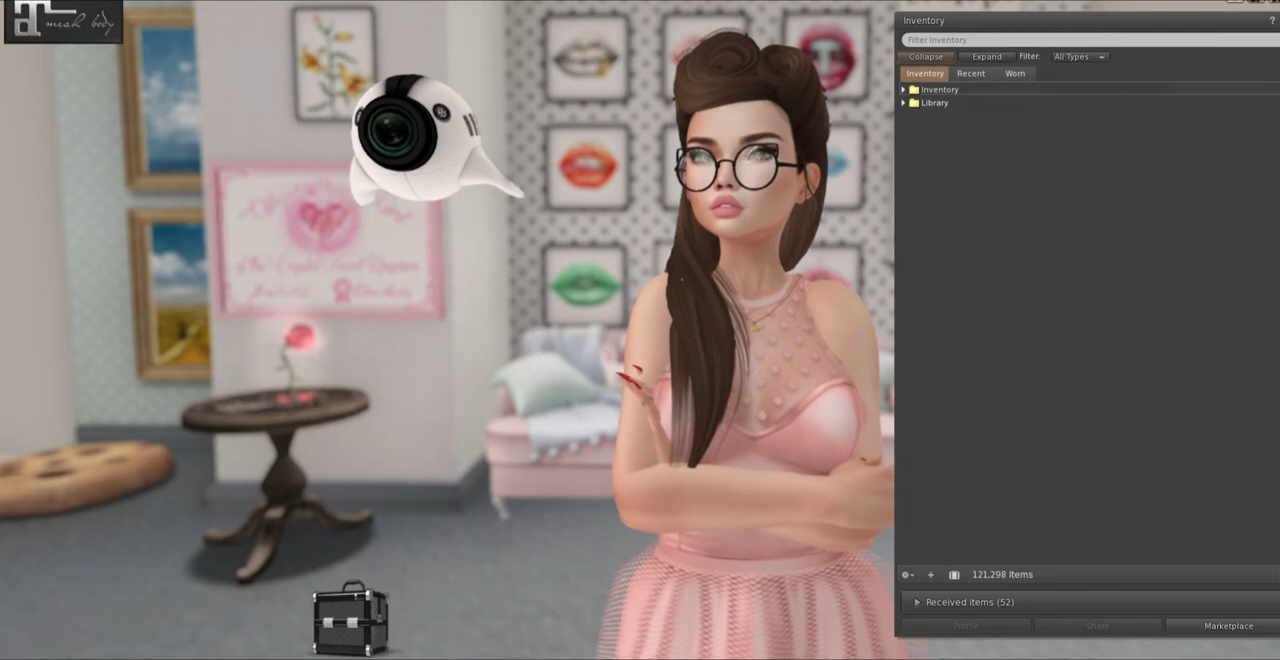 mesh body
Inventory
?
Filter Inventory
Collapse
Expand
Filter:
All Types
Inventory
Recent
Worn
Inventory
Library
+
121,298 Items
Received items (52)
Profile
Share
Marketplace